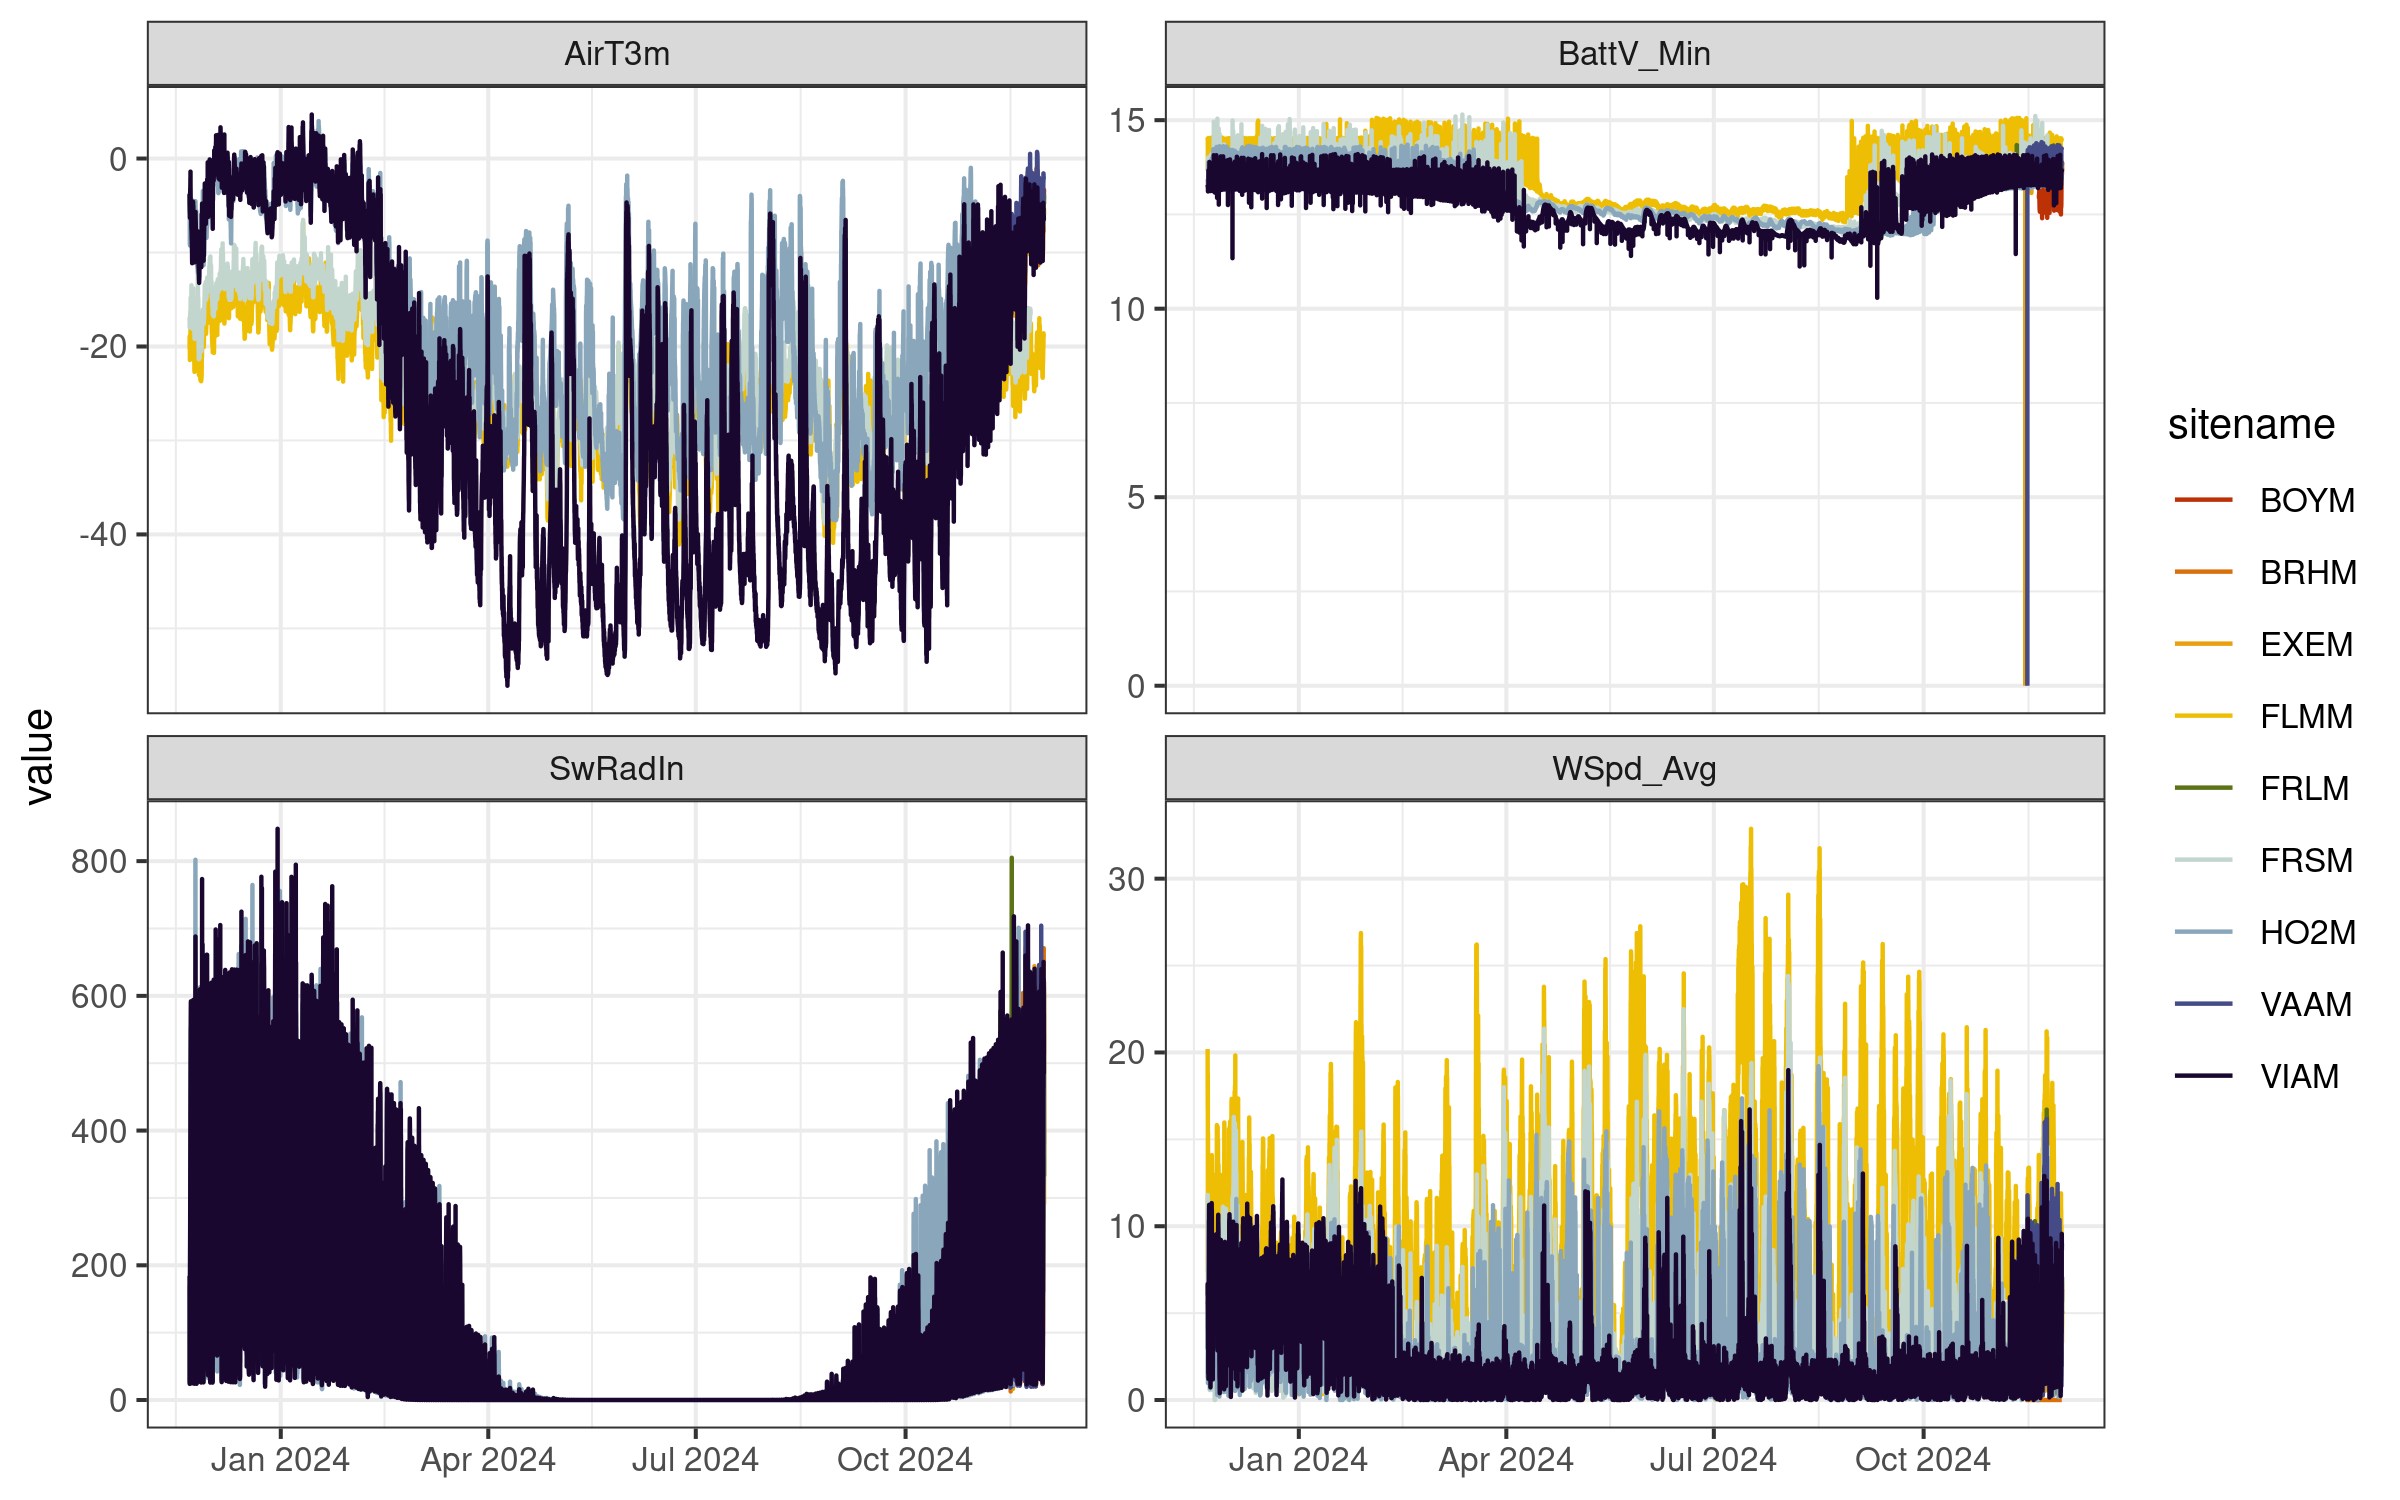 AirT3m
BattV_Min
0
-20
-40
15
10
5
0
value
SwRadIn
WSpd_Avg
800
600
400
200
0
30
20
10
0
Jan 2024
Apr 2024
Jul 2024
Oct 2024
Jan 2024
Apr 2024
Jul 2024
Oct 2024
sitename
BOYM
BRHM
EXEM
FLMM
FRLM
FRSM
HO2M
VAAM
VIAM